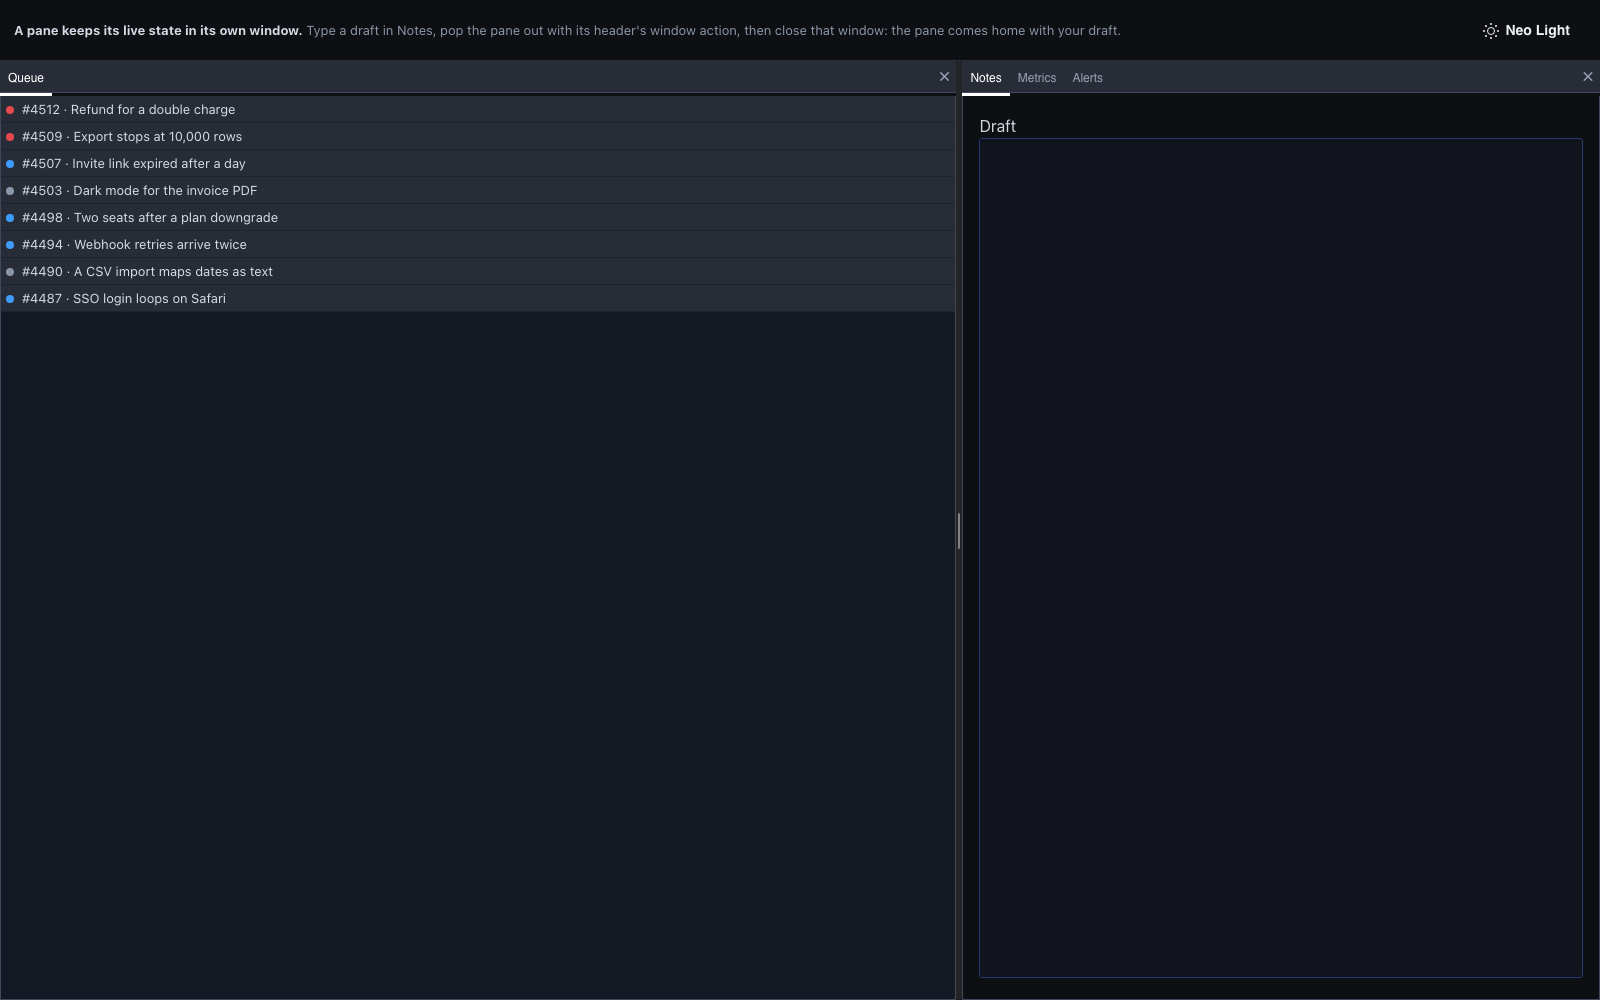 A pane keeps its live state in its own window. Type a draft in Notes, pop the pane out with its header's window action, then close that window: the pane comes home with your draft.
Neo Light
Queue
#4512 · Refund for a double charge
#4509 · Export stops at 10,000 rows
#4507 · Invite link expired after a day
#4503 · Dark mode for the invoice PDF
#4498 · Two seats after a plan downgrade
#4494 · Webhook retries arrive twice
#4490 · A CSV import maps dates as text
#4487 · SSO login loops on Safari
Notes Metrics Alerts
Draft